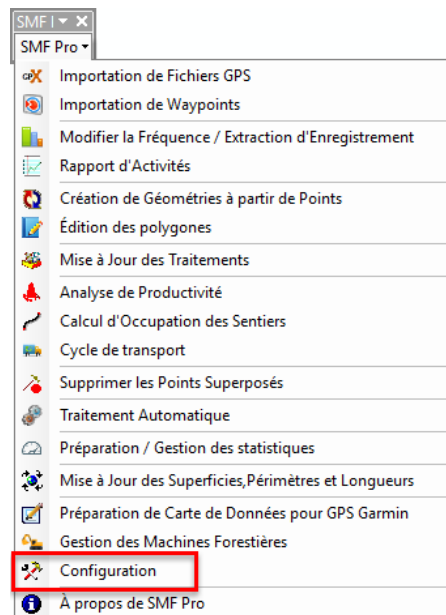 SMF I
SMF Pro
Importation de Fichiers GPS
Importation de Waypoints
Modifier la Fréquence / Extraction d'Enregistrement
Rapport d'Activités
Création de Géométries à partir de Points
Édition des polygones
Mise à Jour des Traitements
Analyse de Productivité
Calcul d'Occupation des Sentiers
Cycle de transport
Supprimer les Points Superposés
Traitement Automatique
Préparation / Gestion des statistiques
Mise à Jour des Superficies,Périmètres et Longueurs
Préparation de Carte de Données pour GPS Garmin
Gestion des Machines Forestières
Configuration
À propos de SMF Pro